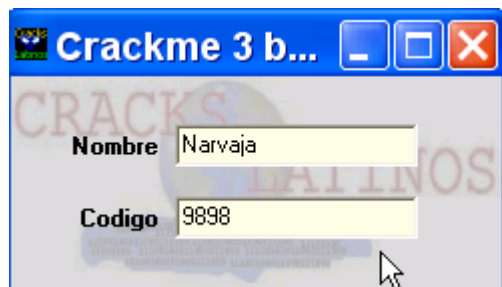 Crackme 3 b...
CRACKS
Nombre Narvaja
LATINOS
Codigo 9898